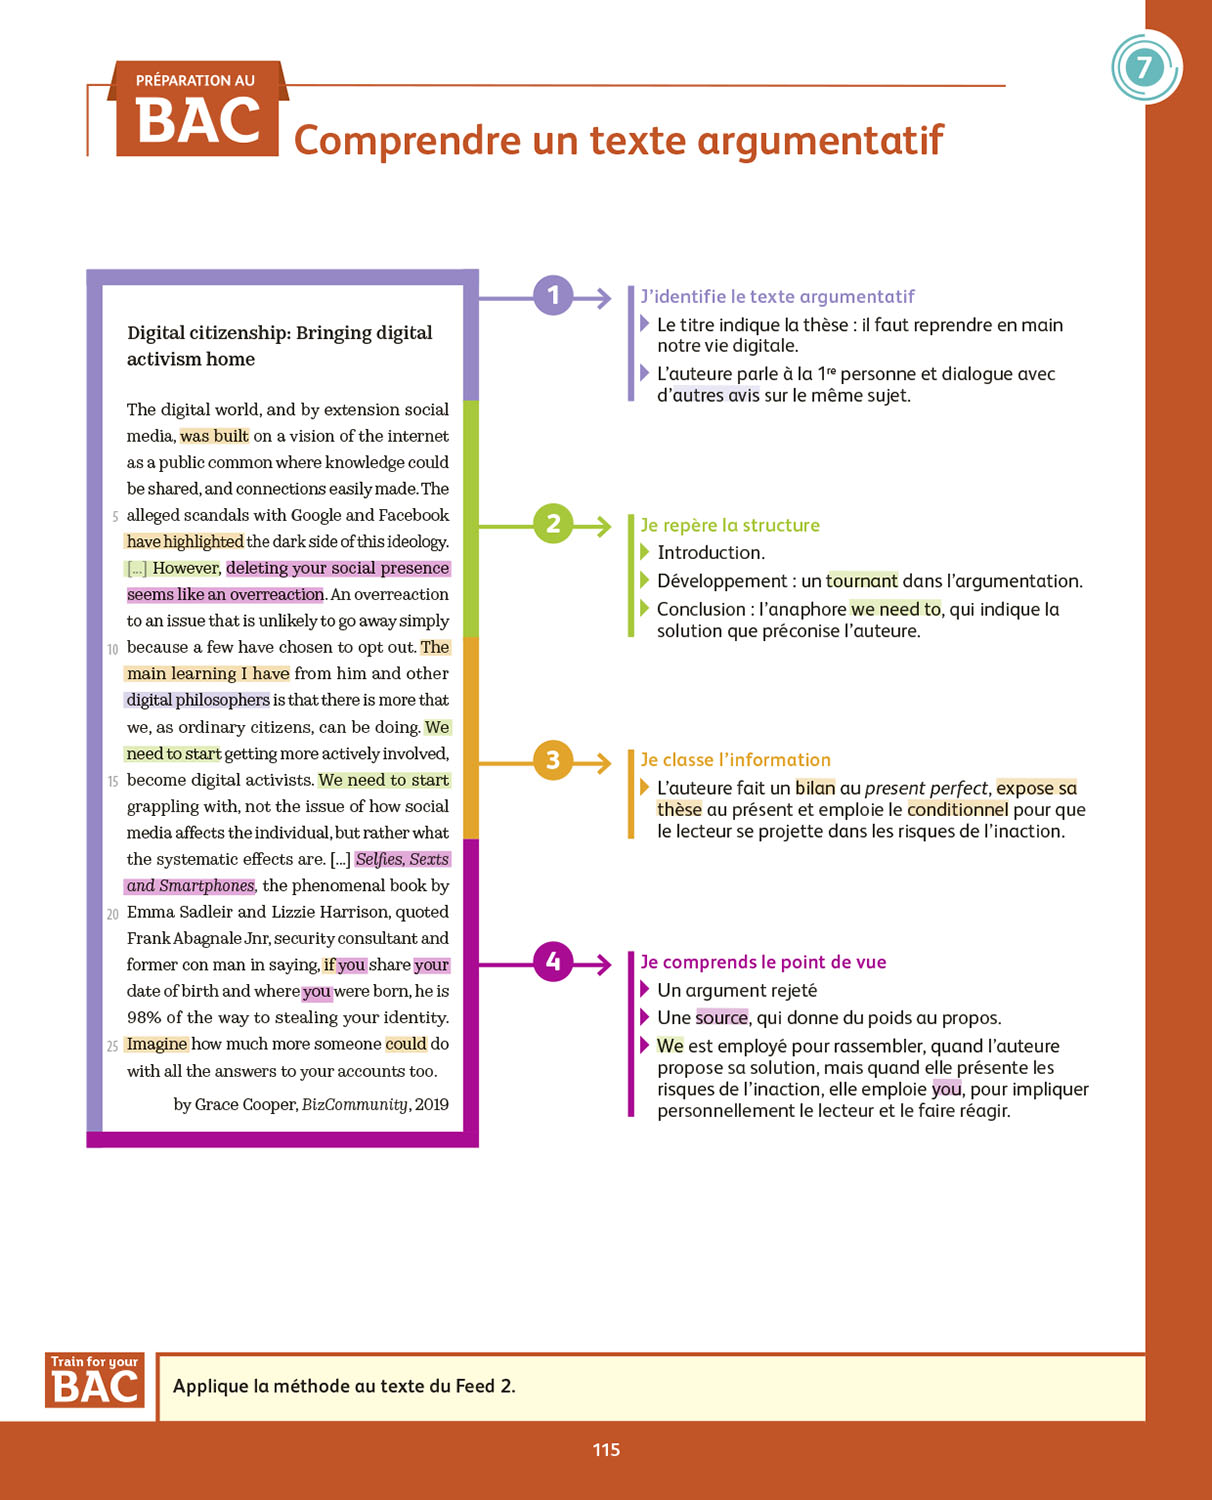 7
PRÉPARATION AU
BAC
Comprendre un texte argumentatif
Digital citizenship: Bringing digital
activism home
The digital world, and by extension social
media, was built on a vision of the internet
as a public common where knowledge could
be shared, and connections easily made. The
5 alleged scandals with Google and Facebook
have highlighted the dark side of this ideology.
[...] However, deleting your social presence
seems like an overreaction. An overreaction
to an issue that is unlikely to go away simply
10 because a few have chosen to opt out. The
main learning I have from him and other
digital philosophers is that there is more that
we, as ordinary citizens, can be doing. We
need to start getting more actively involved,
15 become digital activists. We need to start
grappling with, not the issue of how social
media affects the individual, but rather what
the systematic effects are. [...] Selfies, Sexts
and Smartphones, the phenomenal book by
20 Emma Sadleir and Lizzie Harrison, quoted
Frank Abagnale Jnr, security consultant and
former con man in saying, if you share your
date of birth and where you were born, he is
98% of the way to stealing your identity.
25 Imagine how much more someone could do
with all the answers to your accounts too.
by Grace Cooper, BizCommunity, 2019
1
J'identifie le texte argumentatif
Le titre indique la thèse : il faut reprendre en main
notre vie digitale.
L'auteure parle à la 1re personne et dialogue avec
d'autres avis sur le même sujet.
2
Je repère la structure
Introduction.
Développement : un tournant dans l'argumentation.
Conclusion : l'anaphore we need to, qui indique la
solution que préconise l'auteure.
3
Je classe l'information
L'auteure fait un bilan au present perfect, expose sa
thèse au présent et emploie le conditionnel pour que
le lecteur se projette dans les risques de l'inaction.
4
Je comprends le point de vue
Un argument rejeté
Une source, qui donne du poids au propos.
We est employé pour rassembler, quand l'auteure
propose sa solution, mais quand elle présente les
risques de l'inaction, elle emploie you, pour impliquer
personnellement le lecteur et le faire réagir.
Train for your
BAC
Applique la méthode au texte du Feed 2.
115